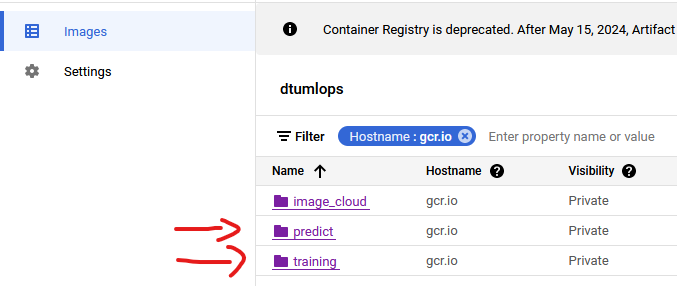 Images
Settings
Container Registry is deprecated. After May 15, 2024, Artifact
dtumlops
Filter Hostname : gcr.io Enter property name or value
Name Hostname Visibility
image_cloud gcr.io Private
predict gcr.io Private
training gcr.io Private